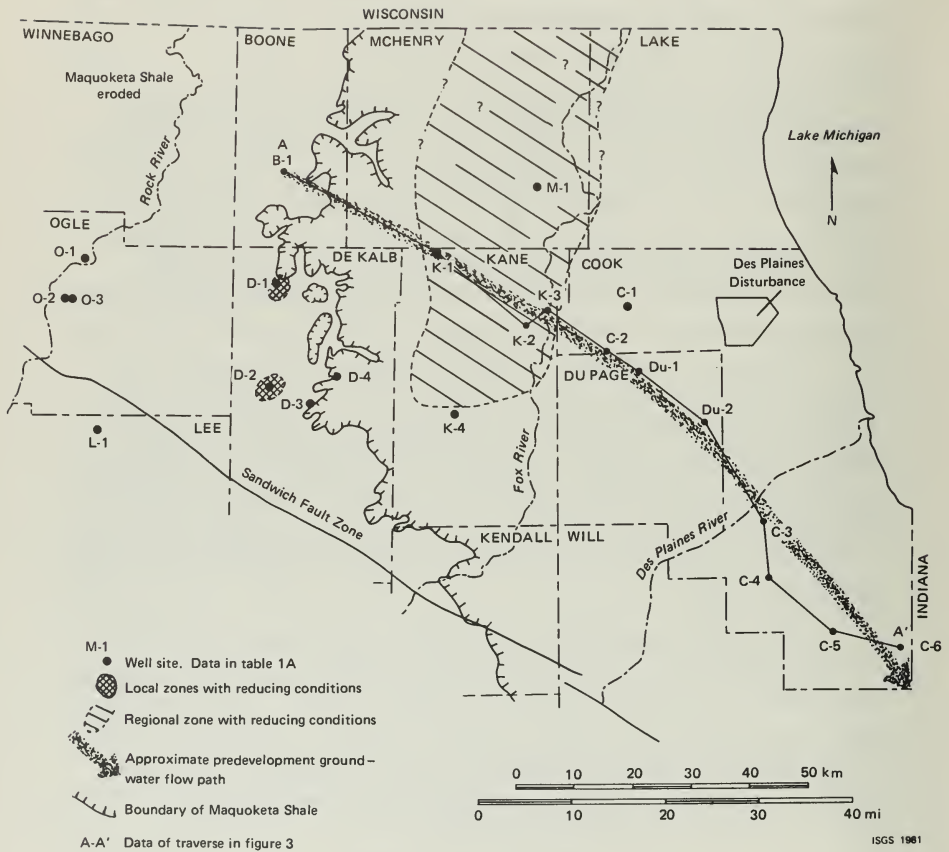 WISCONSIN
WINNEBAGO
BOONE
MCHENRY
LAKE
Maquoketa Shale
eroded
Rock River
Lake Michigan
N
A
B-1
M-1
OGLE
O-1
O-2
O-3
DE KALB
KANE
COOK
D-1
K-1
K-3
K-2
C-1
Des Plaines
Disturbance
C-2
DU PAGE
Du-1
Du-2
D-2
D-4
D-3
K-4
LEE
L-1
Sandwich Fault Zone
Fox River
KENDALL
WILL
Des Plaines River
C-3
C-4
C-5
A'
C-6
INDIANA
?
?
?
?
?
?
M-1
Well site. Data in table 1A
Local zones with reducing conditions
Regional zone with reducing conditions
Approximate predevelopment ground–
water flow path
Boundary of Maquoketa Shale
A-A' Data of traverse in figure 3
0 10 20 30 40 50 km
0 10 20 30 40 mi
ISGS 1981